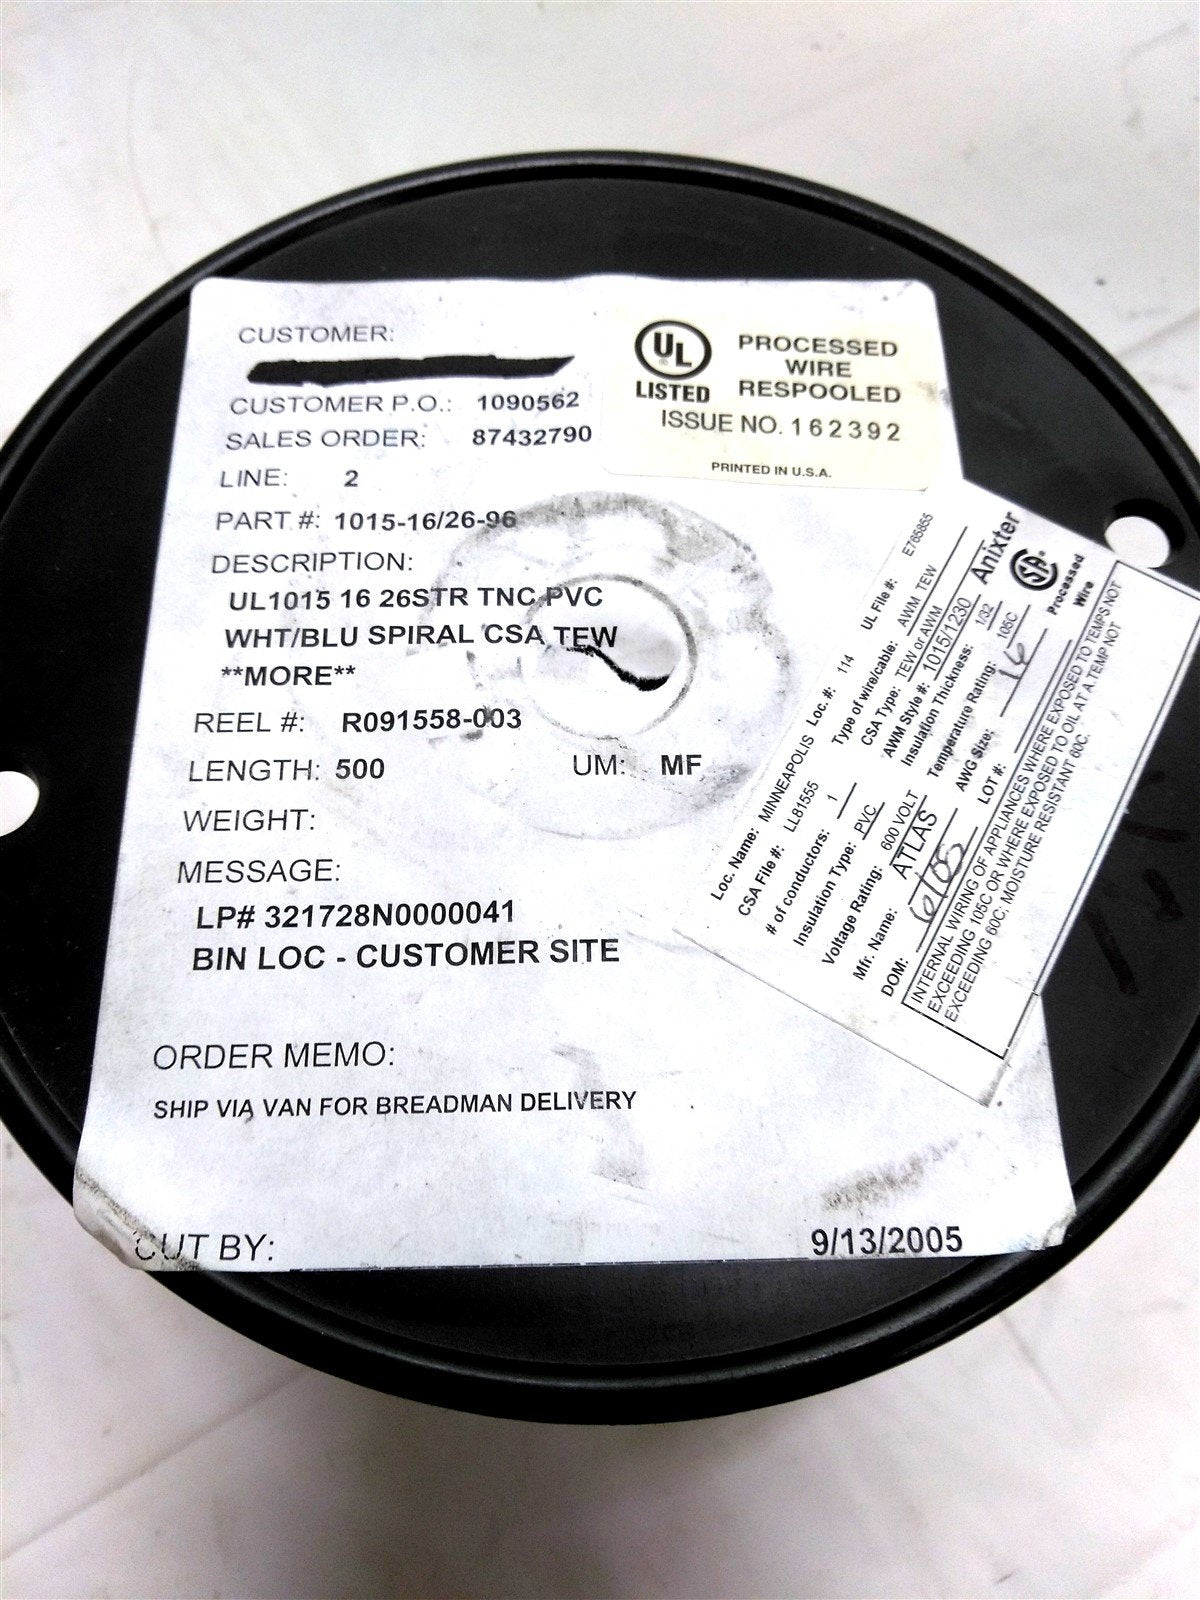 CUSTOMER:
CUSTOMER P.O.: 1090562
SALES ORDER: 87432790
LINE: 2
PART #: 1015-16/26-96
DESCRIPTION:
UL1015 16 26STR TNC PVC
WHT/BLU SPIRAL CSA TEW
**MORE**
REEL #: R091558-003
LENGTH: 500 UM: MF
WEIGHT:
MESSAGE:
LP# 321728N0000041
BIN LOC - CUSTOMER SITE
ORDER MEMO:
SHIP VIA VAN FOR BREADMAN DELIVERY
CUT BY: 9/13/2005
UL
LISTED
PROCESSED
WIRE
RESPOOLED
ISSUE NO. 162392
PRINTED IN U.S.A.
Anixter
SA
Processed
Wire
Loc. Name: MINNEAPOLIS Loc. #: 114 UL File #: E765855
CSA File #: LL81555 Type of wire/cable: AWM TEW
# of conductors: 1 CSA Type: TEW or AWM
Insulation Type: PVC AWM Style #: 1015/1230
Voltage Rating: 600 VOLT Insulation Thickness: 1/32
Mfr. Name: ATLAS Temperature Rating: 105C
DOM: 6/05 AWG Size: 16
LOT #:
INTERNAL WIRING OF APPLIANCES WHERE EXPOSED TO TEMPS NOT
EXCEEDING 105C OR WHERE EXPOSED TO OIL AT A TEMP NOT
EXCEEDING 60C; MOISTURE RESISTANT 60C.